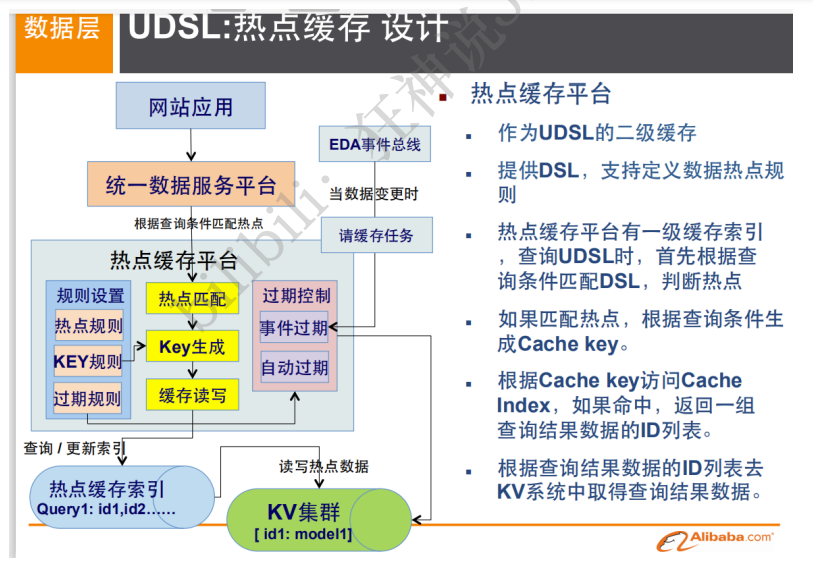 数据层
UDSL:热点缓存 设计
网站应用
EDA事件总线
统一数据服务平台
当数据变更时
根据查询条件匹配热点
请缓存任务
热点缓存平台
规则设置
热点规则
KEY规则
过期规则
热点匹配
Key生成
缓存读写
过期控制
事件过期
自动过期
查询 / 更新索引
读写热点数据
热点缓存索引
Query1: id1,id2……
KV集群
[ id1: model1]
热点缓存平台
作为UDSL的二级缓存
提供DSL，支持定义数据热点规
则
热点缓存平台有一级缓存索引
，查询UDSL时，首先根据查
询条件匹配DSL，判断热点
如果匹配热点，根据查询条件生
成Cache key。
根据Cache key访问Cache
Index，如果命中，返回一组
查询结果数据的ID列表。
根据查询结果数据的ID列表去
KV系统中取得查询结果数据。
Alibaba.com
bilibili: 狂神说